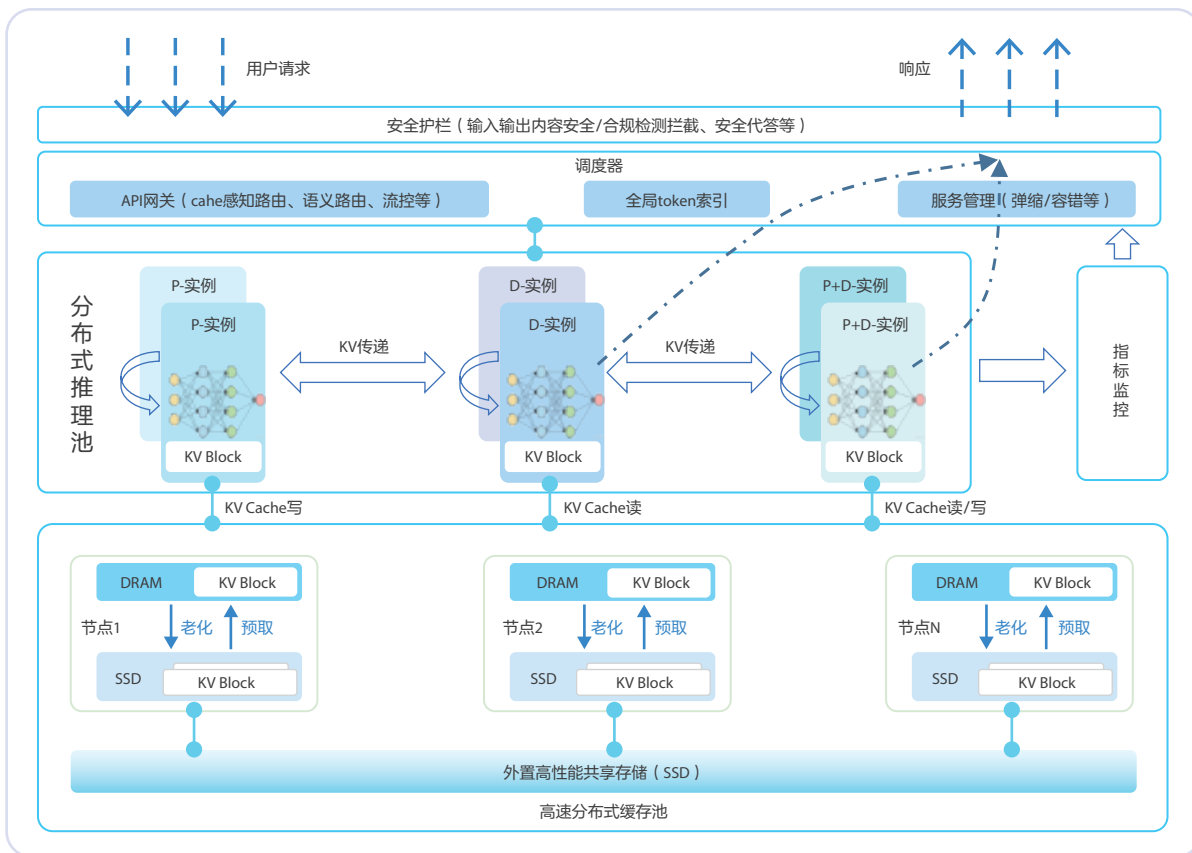 用户请求
响应
安全护栏（输入输出内容安全/合规检测拦截、安全代答等）
调度器
API网关（cahe感知路由、语义路由、流控等）
全局token索引
服务管理（弹缩/容错等）
分布式推理池
P-实例
P-实例
KV传递
D-实例
D-实例
KV传递
P+D-实例
P+D-实例
指标监控
KV Block
KV Block
KV Block
KV Cache写
KV Cache读
KV Cache读/写
DRAM
KV Block
节点1
老化
预取
SSD
KV Block
DRAM
KV Block
节点2
老化
预取
SSD
KV Block
DRAM
KV Block
节点N
老化
预取
SSD
KV Block
外置高性能共享存储（SSD）
高速分布式缓存池